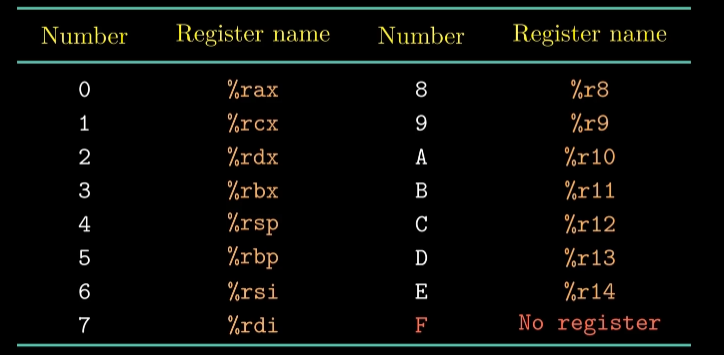 Number Register name Number Register name
0 %rax 8 %r8
1 %rcx 9 %r9
2 %rdx A %r10
3 %rbx B %r11
4 %rsp C %r12
5 %rbp D %r13
6 %rsi E %r14
7 %rdi F No register